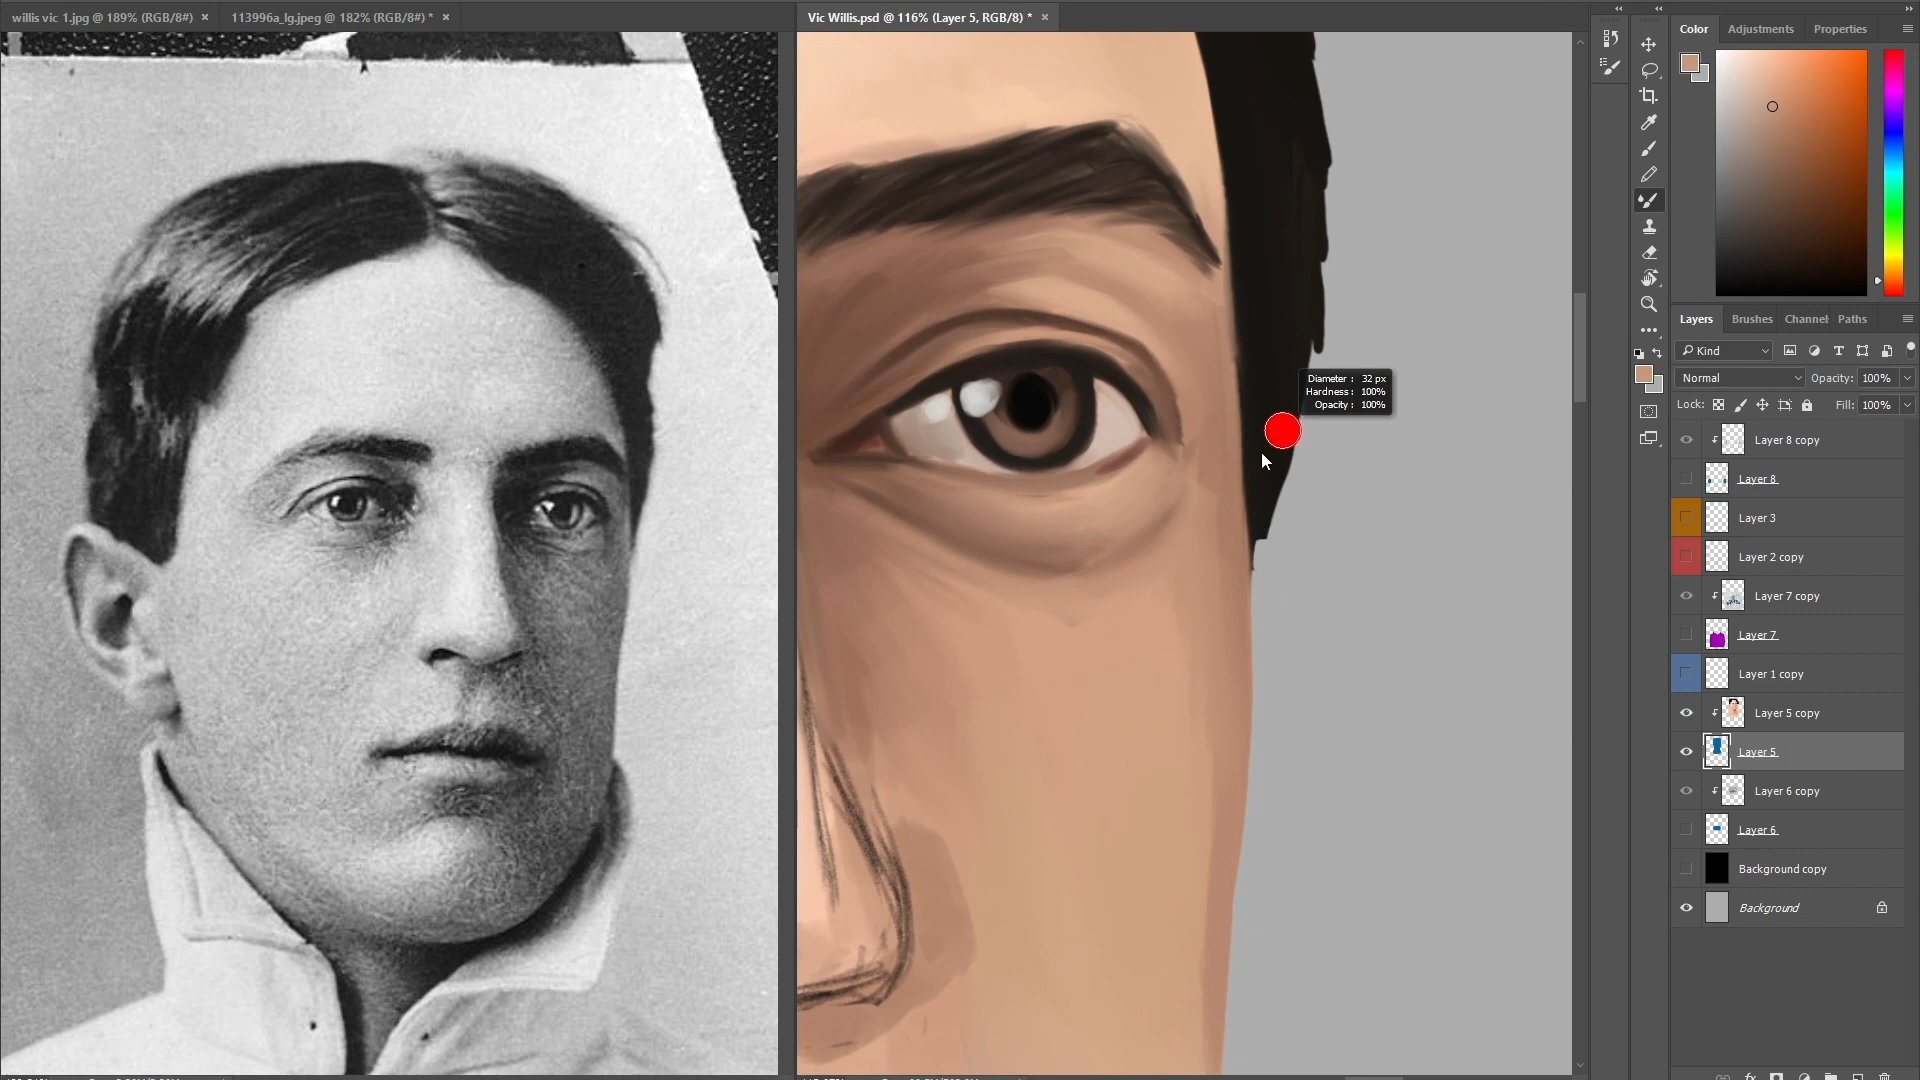 willis vic 1.jpg @ 189% (RGB/8#) ×
113996a_lg.jpeg @ 182% (RGB/8#) * ×
Vic Willis.psd @ 116% (Layer 5, RGB/8) * ×
Color
Adjustments
Properties
Diameter : 32 px
Hardness : 100%
Opacity : 100%
Layers
Brushes
Channel
Paths
Kind
Normal
Opacity: 100%
Lock:
Fill: 100%
Layer 8 copy
Layer 8
Layer 3
Layer 2 copy
Layer 7 copy
Layer 7
Layer 1 copy
Layer 5 copy
Layer 5
Layer 6 copy
Layer 6
Background copy
Background
fx